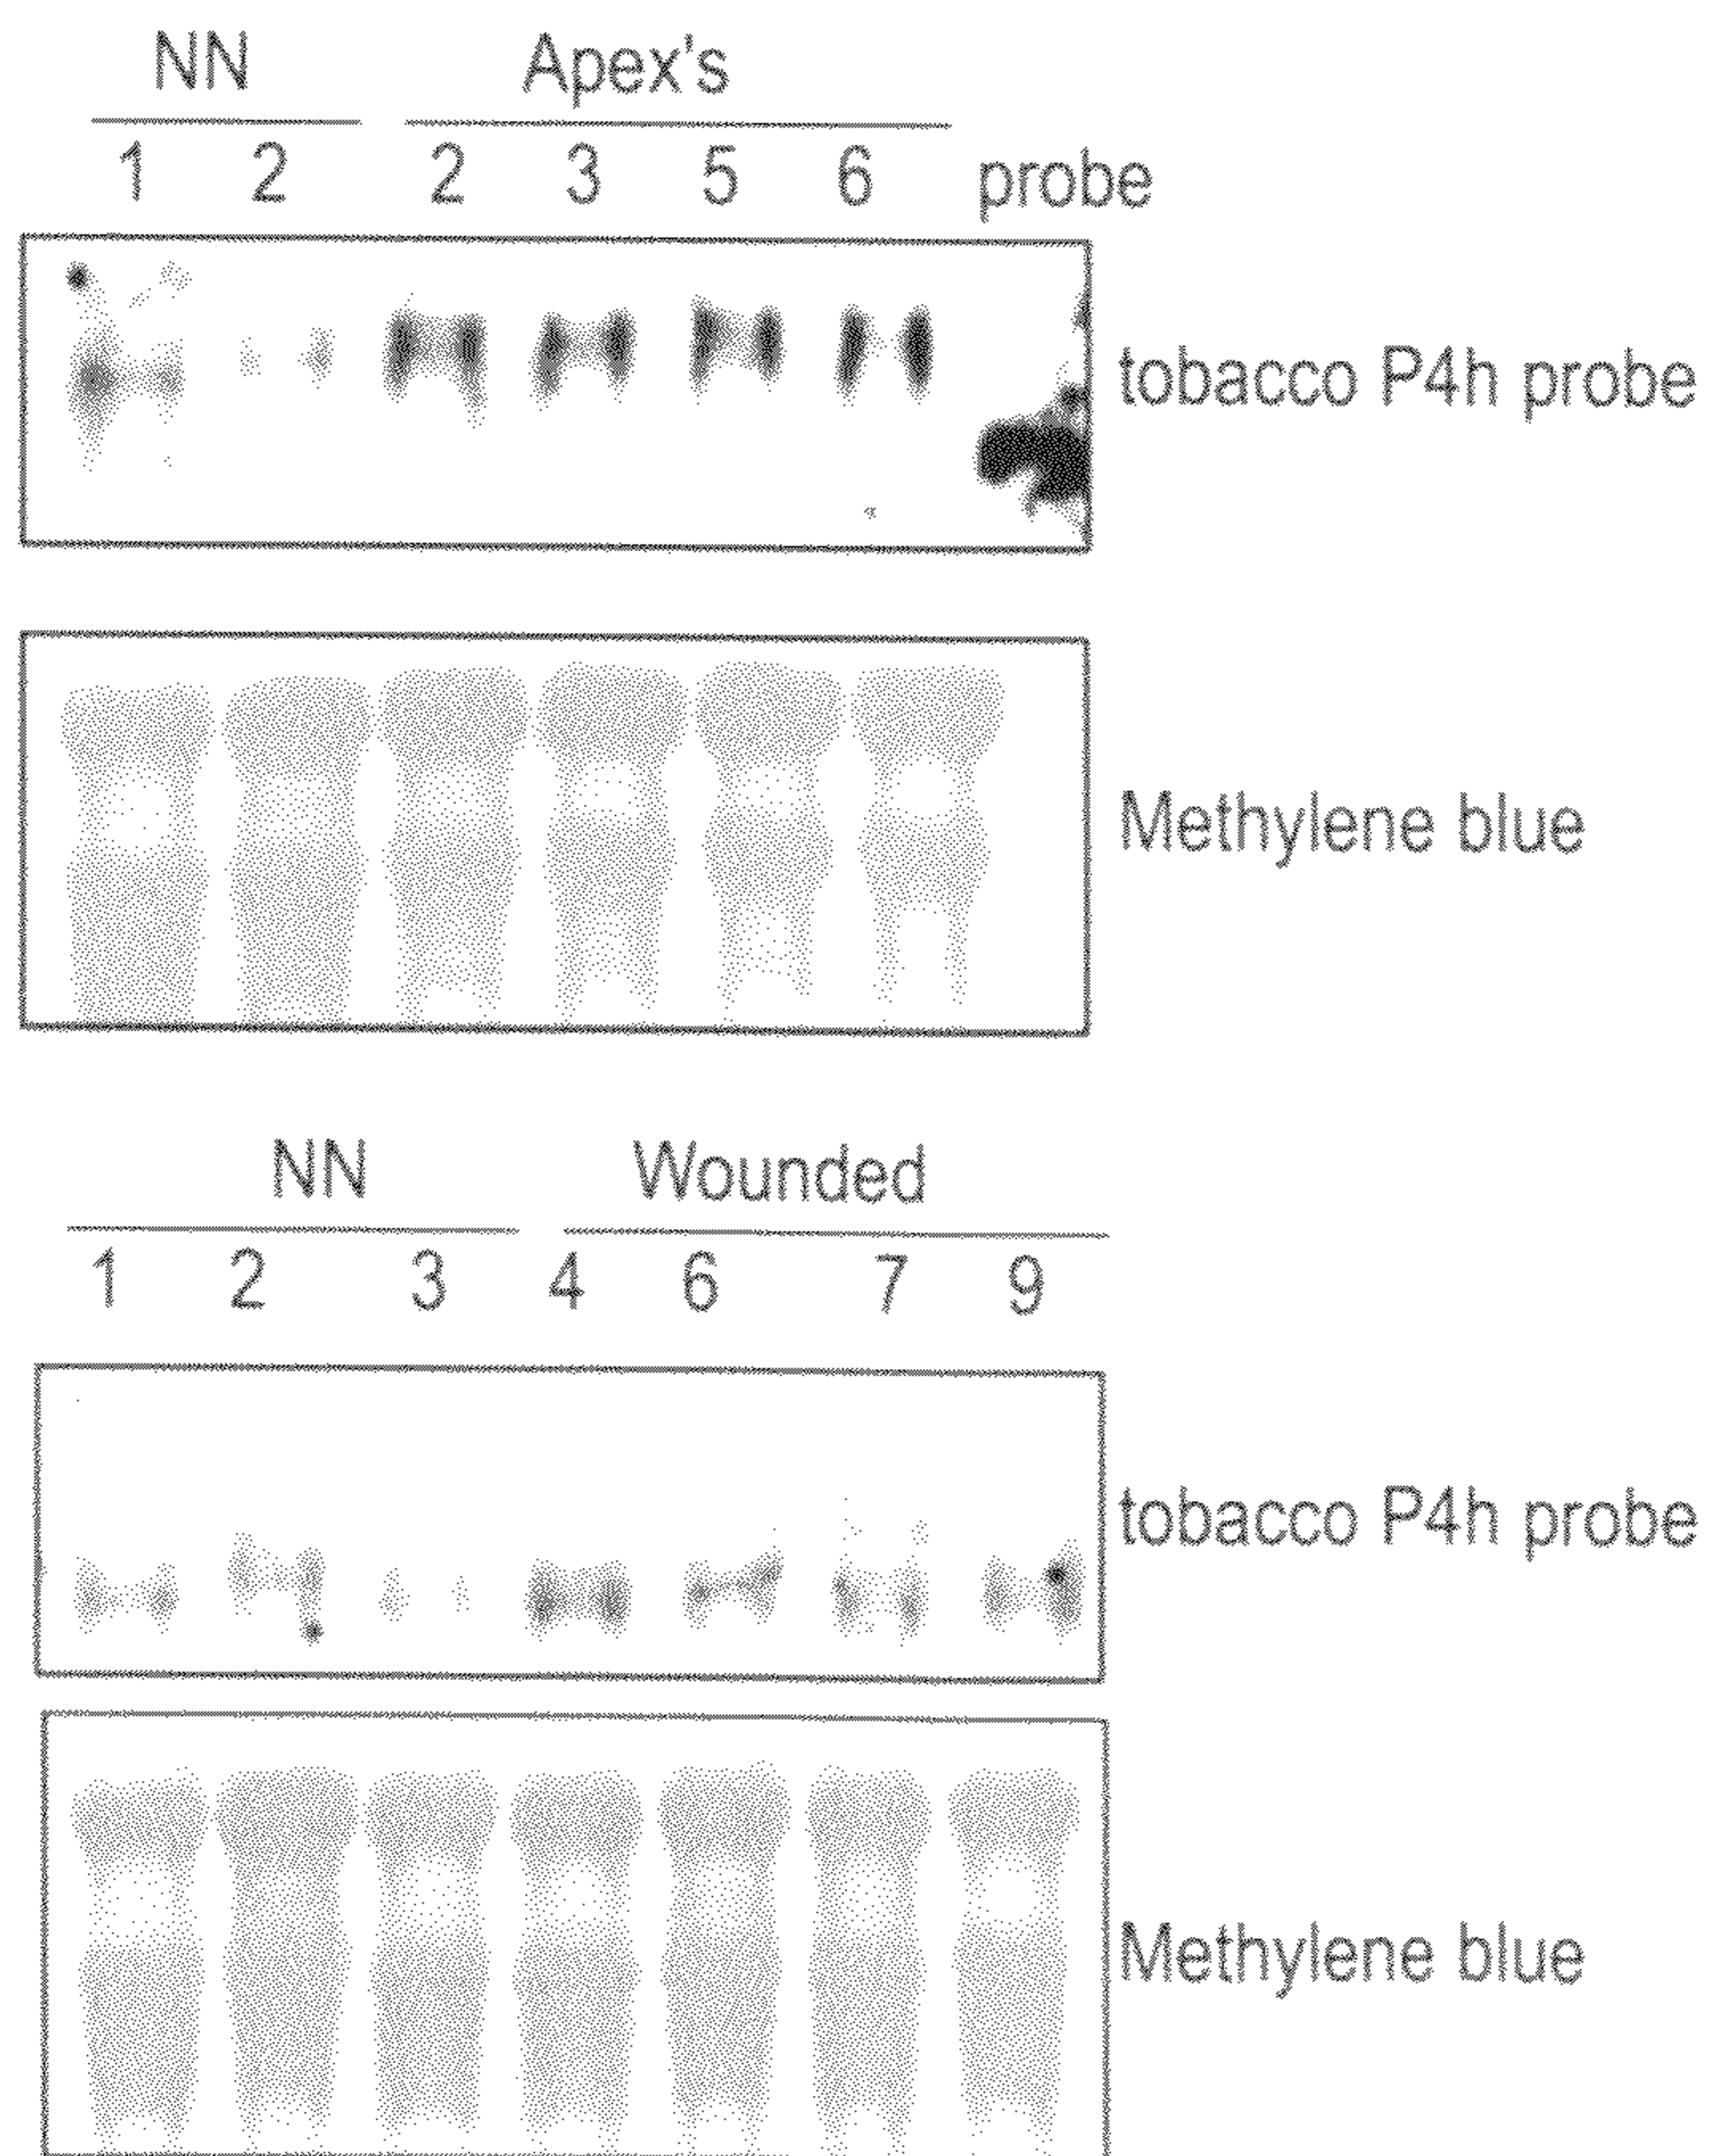 NN Apex's
1 2 2 3 5 6 probe
tobacco P4h probe
Methylene blue
NN Wounded
1 2 3 4 6 7 9
tobacco P4h probe
Methylene blue